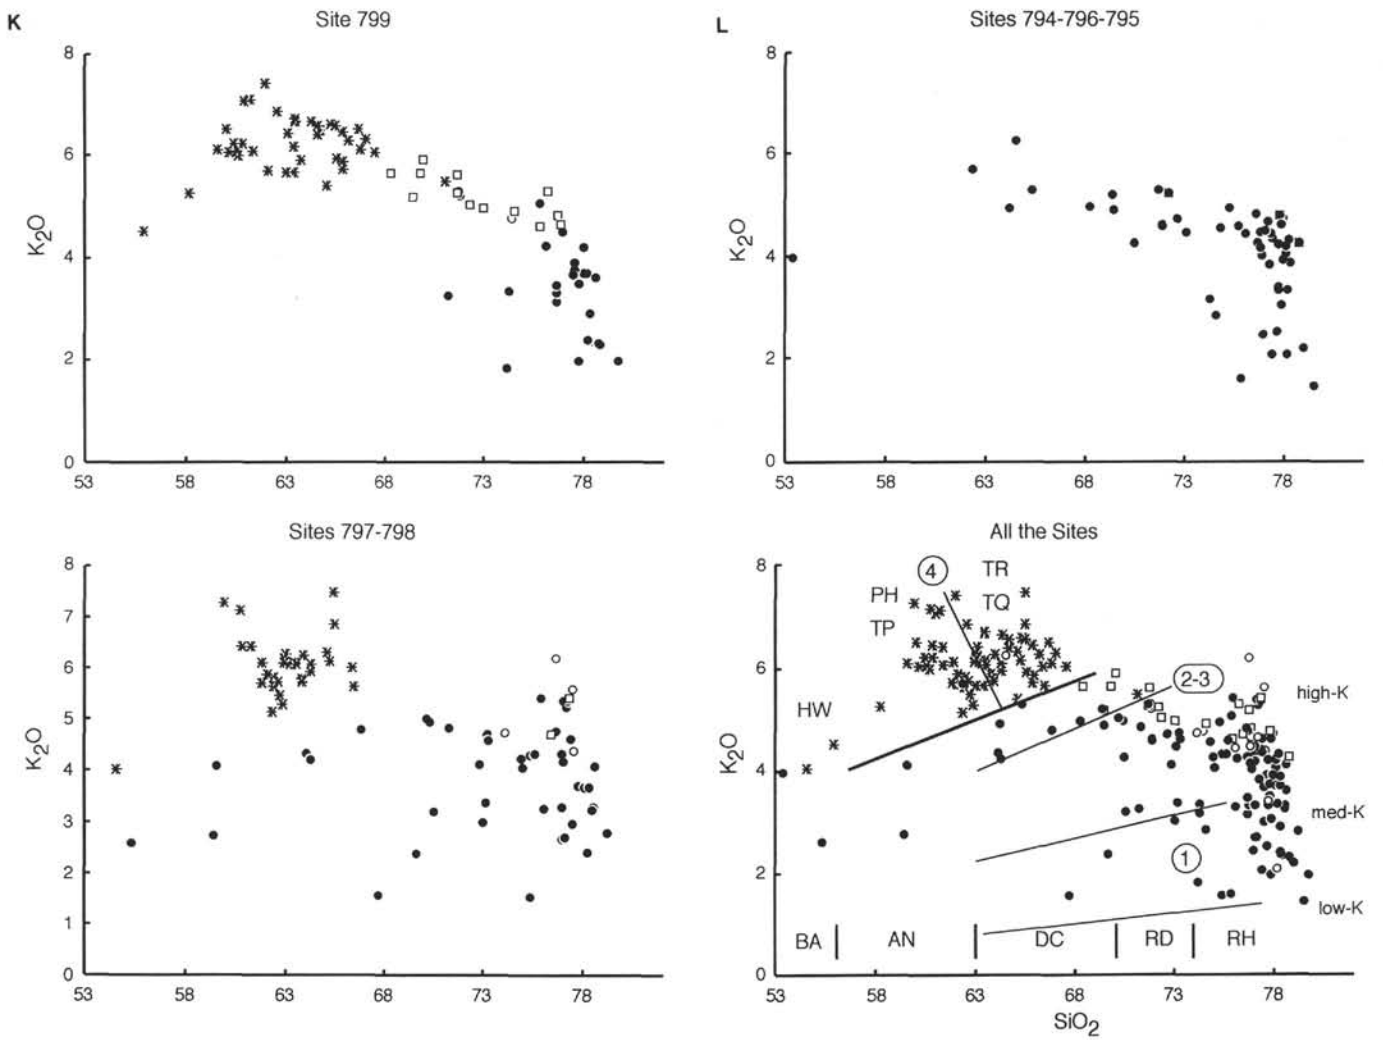 K
Site 799
8
6
K2O
4
2
0
53 58 63 68 73 78
L
Sites 794-796-795
8
6
K2O
4
2
0
53 58 63 68 73 78
Sites 797-798
8
7
6
5
K2O
4
3
2
1
0
53 58 63 68 73 78
All the Sites
8
6
K2O
4
2
0
4
TR
PH
TQ
TP
2-3
high-K
HW
med-K
1
low-K
BA AN DC RD RH
53 58 63 68 73 78
SiO2